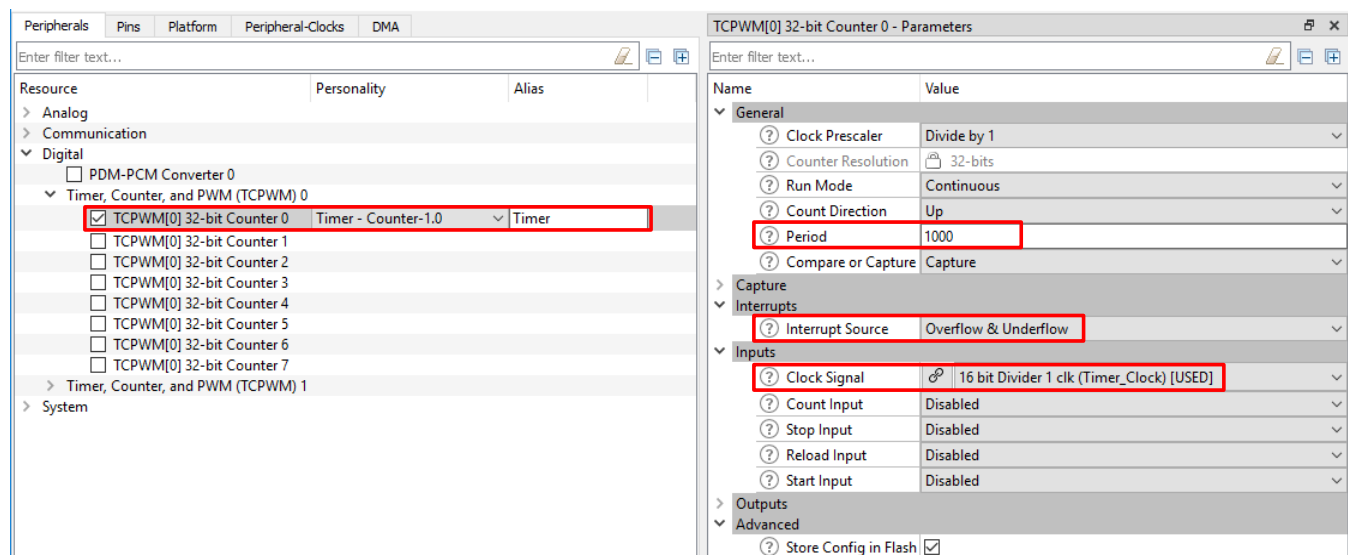 Peripherals Pins Platform Peripheral-Clocks DMA
Enter filter text...
Resource Personality Alias
Analog
Communication
Digital
PDM-PCM Converter 0
Timer, Counter, and PWM (TCPWM) 0
TCPWM[0] 32-bit Counter 0 Timer - Counter-1.0 Timer
TCPWM[0] 32-bit Counter 1
TCPWM[0] 32-bit Counter 2
TCPWM[0] 32-bit Counter 3
TCPWM[0] 32-bit Counter 4
TCPWM[0] 32-bit Counter 5
TCPWM[0] 32-bit Counter 6
TCPWM[0] 32-bit Counter 7
Timer, Counter, and PWM (TCPWM) 1
System
TCPWM[0] 32-bit Counter 0 - Parameters
Enter filter text...
Name Value
General
? Clock Prescaler Divide by 1
? Counter Resolution 32-bits
? Run Mode Continuous
? Count Direction Up
? Period 1000
? Compare or Capture Capture
Capture
Interrupts
? Interrupt Source Overflow & Underflow
Inputs
? Clock Signal 16 bit Divider 1 clk (Timer_Clock) [USED]
? Count Input Disabled
? Stop Input Disabled
? Reload Input Disabled
? Start Input Disabled
Outputs
Advanced
? Store Config in Flash